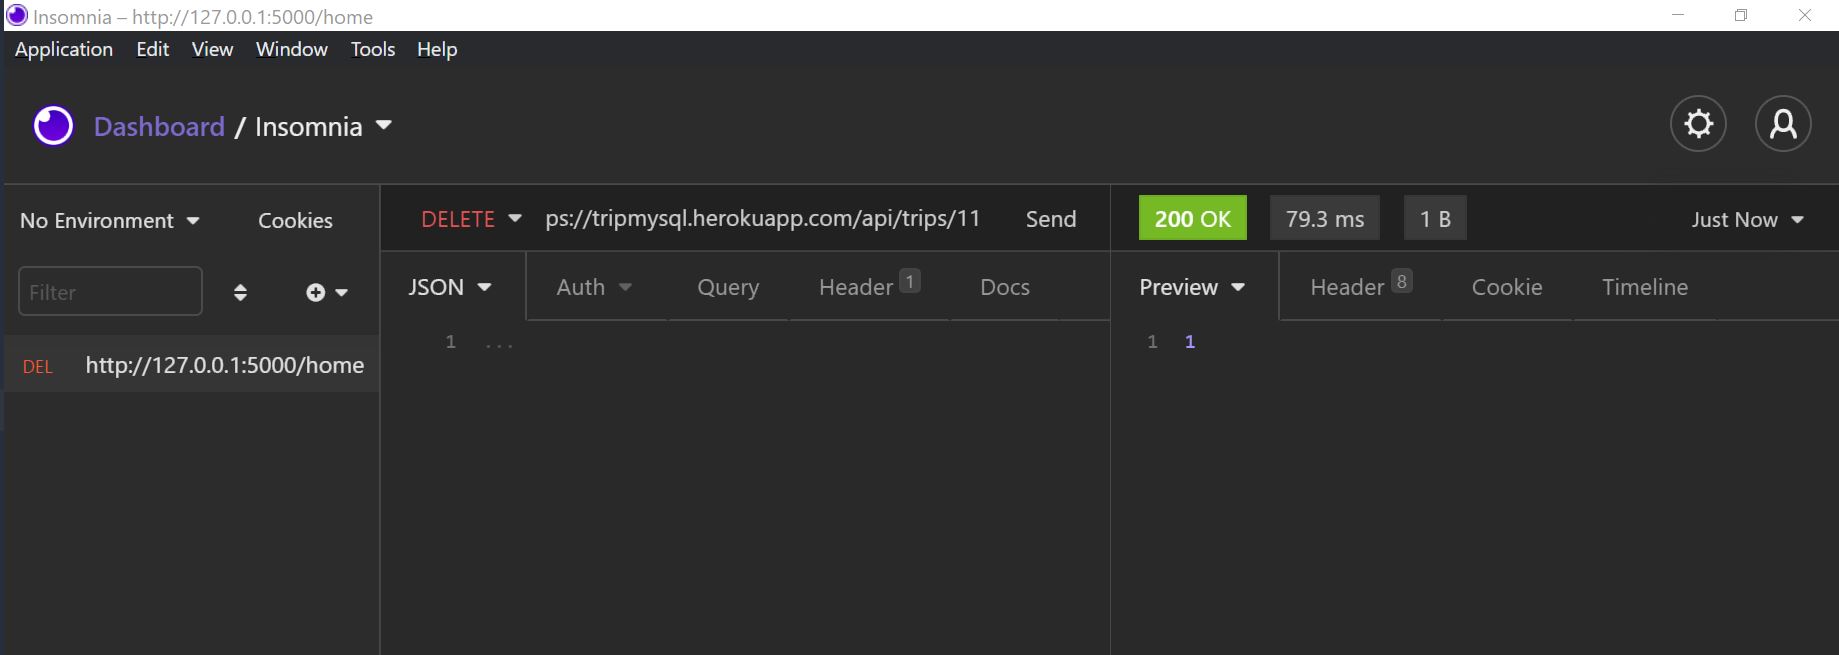 Insomnia – http://127.0.0.1:5000/home
Application Edit View Window Tools Help
Dashboard / Insomnia
No Environment Cookies
DELETE ps://tripmysql.herokuapp.com/api/trips/11 Send
200 OK 79.3 ms 1 B Just Now
Filter
JSON Auth Query Header 1 Docs
Preview Header 8 Cookie Timeline
1 ...
1 1
DEL http://127.0.0.1:5000/home